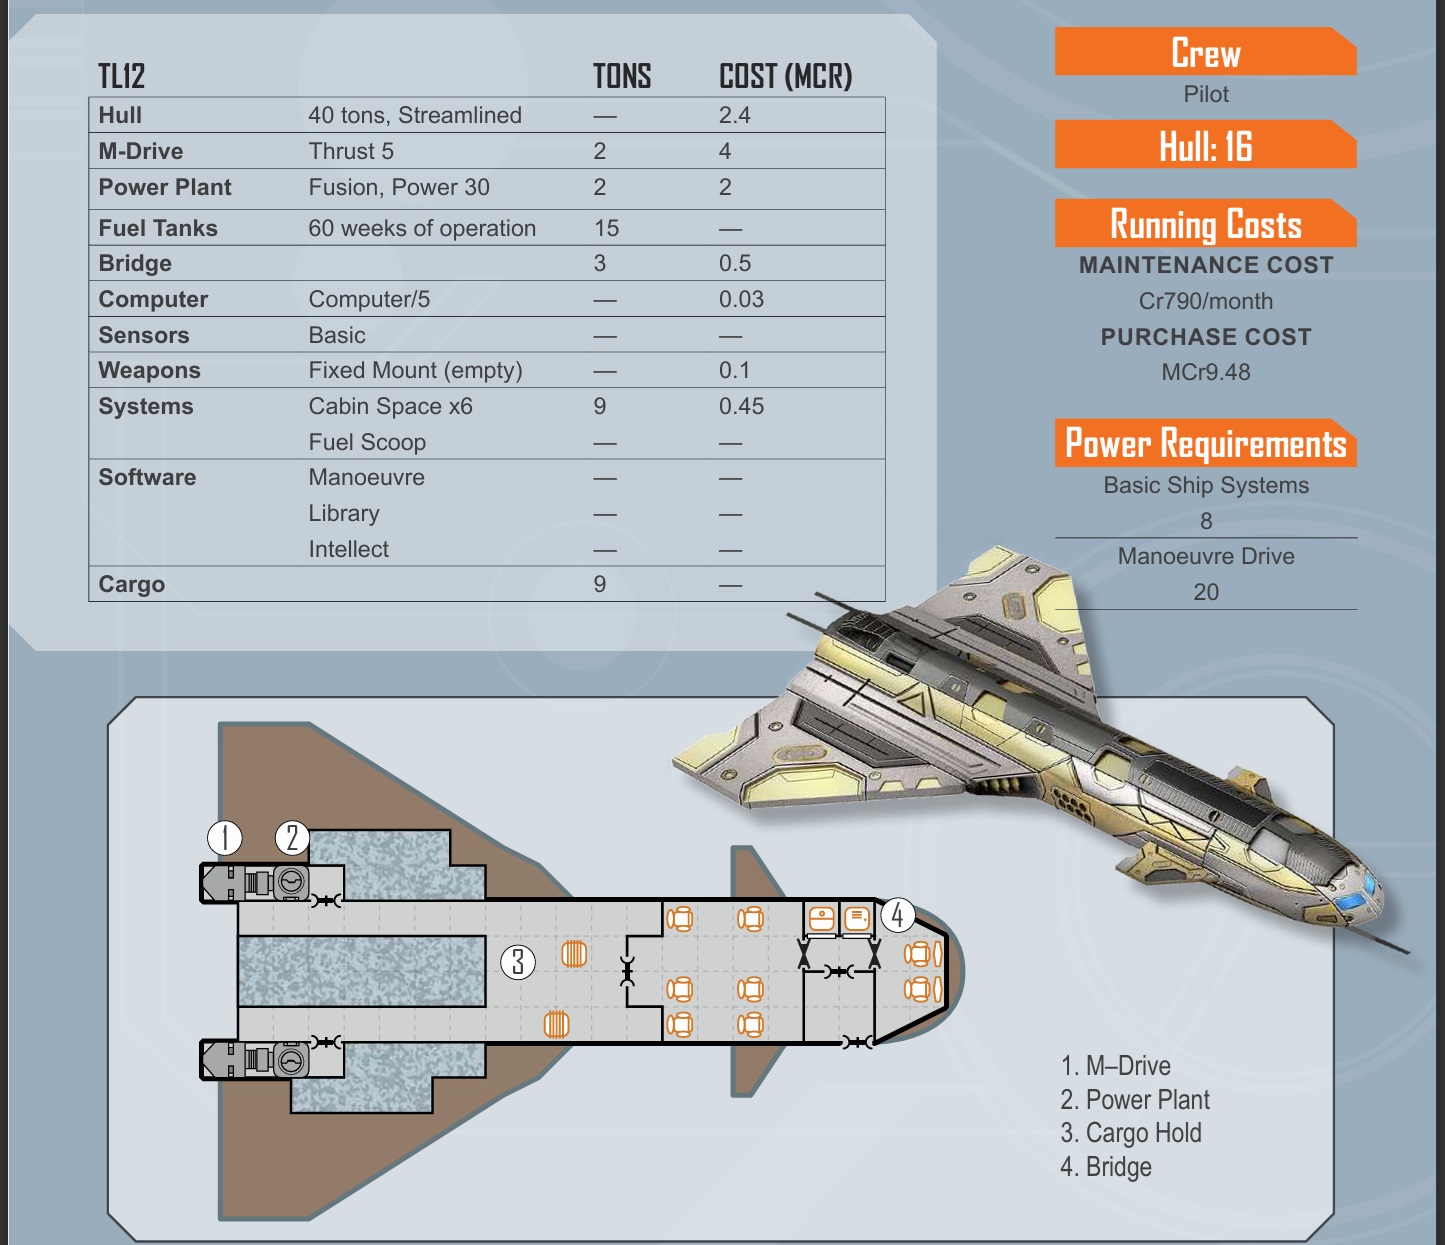 TL12 TONS COST (MCR)
Hull 40 tons, Streamlined — 2.4
M-Drive Thrust 5 2 4
Power Plant Fusion, Power 30 2 2
Fuel Tanks 60 weeks of operation 15 —
Bridge 3 0.5
Computer Computer/5 — 0.03
Sensors Basic — —
Weapons Fixed Mount (empty) — 0.1
Systems Cabin Space x6 9 0.45
Fuel Scoop — —
Software Manoeuvre — —
Library — —
Intellect — —
Cargo 9 —
Crew
Pilot
Hull: 16
Running Costs
MAINTENANCE COST
Cr790/month
PURCHASE COST
MCr9.48
Power Requirements
Basic Ship Systems
8
Manoeuvre Drive
20
1 2
3
4
1. M–Drive
2. Power Plant
3. Cargo Hold
4. Bridge